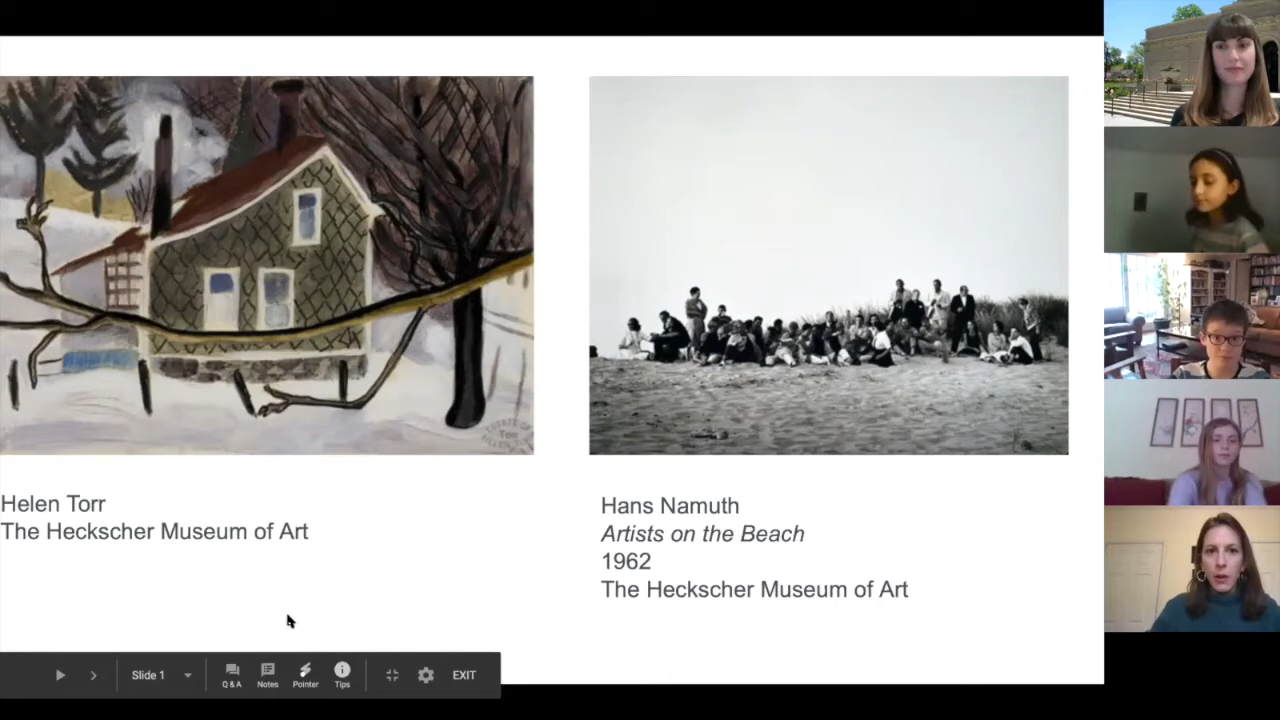 Helen Torr
The Heckscher Museum of Art
Hans Namuth
Artists on the Beach
1962
The Heckscher Museum of Art
Slide 1
Q & A
Notes
Pointer
Tips
EXIT